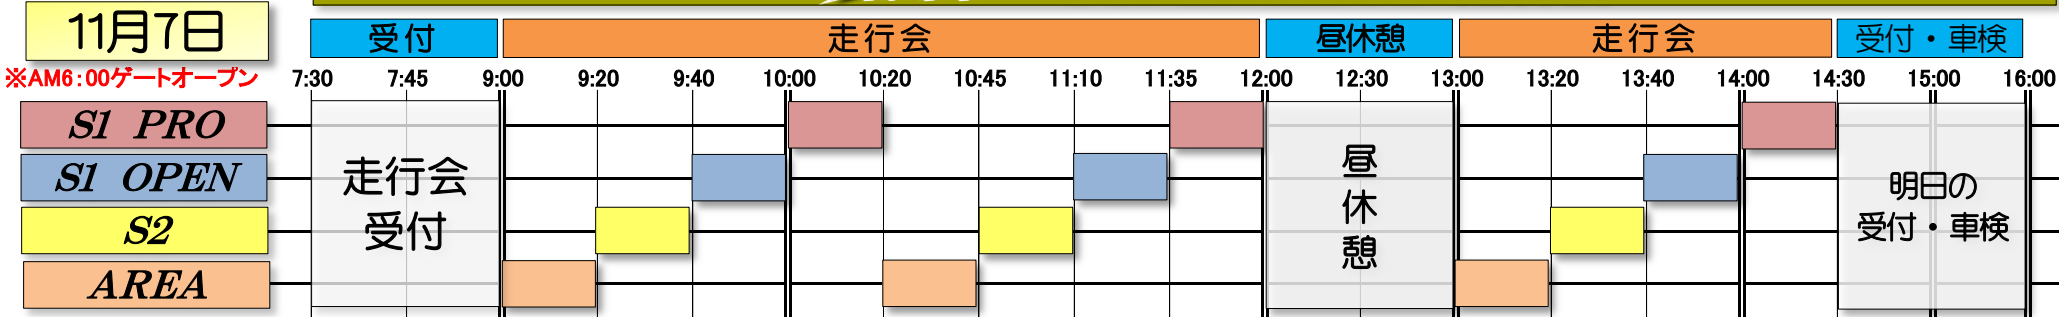 11月7日
受付 走行会 昼休憩 走行会 受付・車検
※AM6:00ゲートオープン 7:30 7:45 9:00 9:20 9:40 10:00 10:20 10:45 11:10 11:35 12:00 12:30 13:00 13:20 13:40 14:00 14:30 15:00 16:00
S1 PRO
S1 OPEN
S2
AREA
走行会
受付
昼
休
憩
明日の
受付・車検